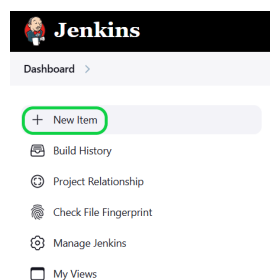 Jenkins
Dashboard >
+ New Item
Build History
Project Relationship
Check File Fingerprint
Manage Jenkins
My Views